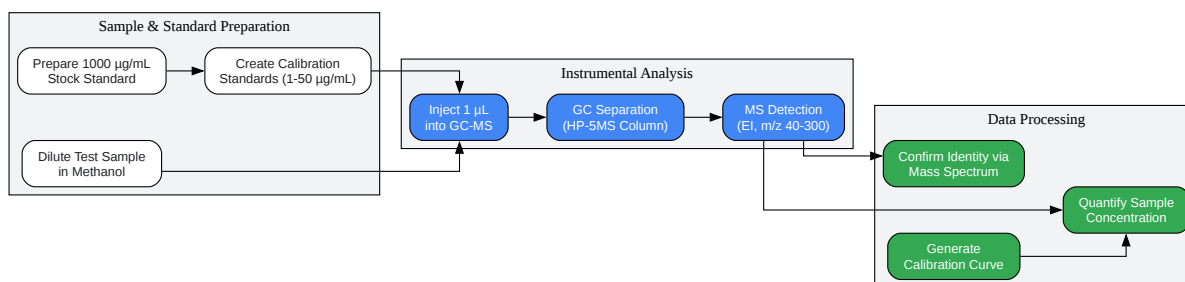 Sample & Standard Preparation
Prepare 1000 µg/mL
Stock Standard
Create Calibration
Standards (1-50 µg/mL)
Dilute Test Sample
in Methanol
Instrumental Analysis
Inject 1 µL
into GC-MS
GC Separation
(HP-5MS Column)
MS Detection
(EI, m/z 40-300)
Data Processing
Confirm Identity via
Mass Spectrum
Quantify Sample
Concentration
Generate
Calibration Curve